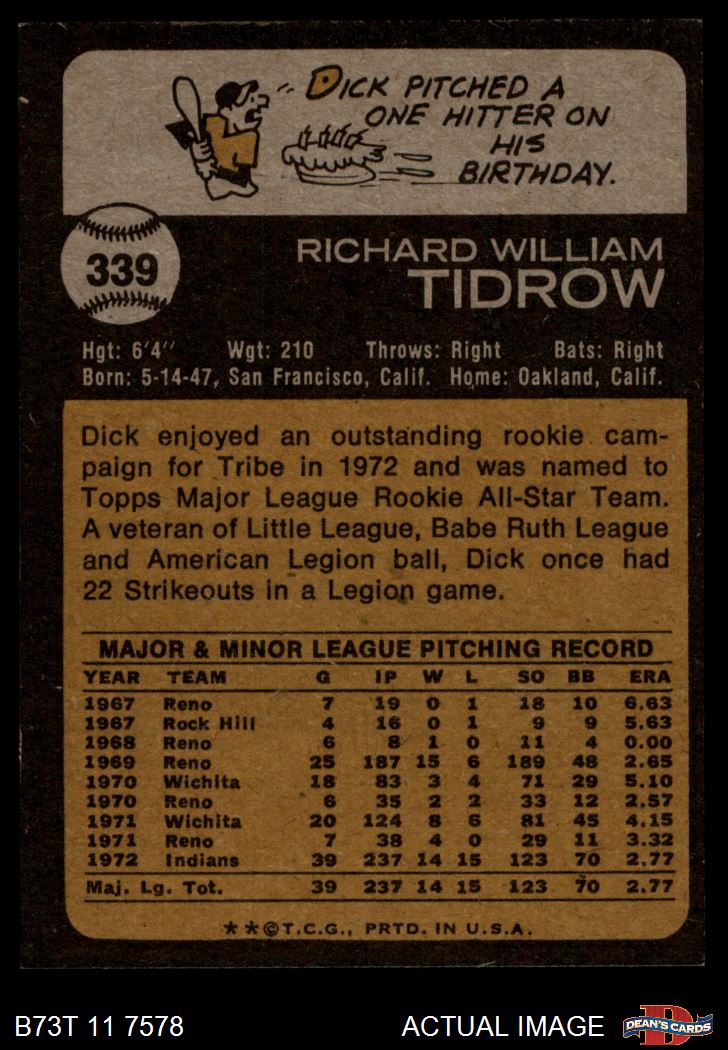 DICK PITCHED A
ONE HITTER ON
HIS
BIRTHDAY.
339
RICHARD WILLIAM
TIDROW
Hgt: 6'4" Wgt: 210 Throws: Right Bats: Right
Born: 5-14-47, San Francisco, Calif. Home: Oakland, Calif.
Dick enjoyed an outstanding rookie cam-
paign for Tribe in 1972 and was named to
Topps Major League Rookie All-Star Team.
A veteran of Little League, Babe Ruth League
and American Legion ball, Dick once had
22 Strikeouts in a Legion game.
MAJOR & MINOR LEAGUE PITCHING RECORD
YEAR TEAM G IP W L SO BB ERA
1967 Reno 7 19 0 1 18 10 6.63
1967 Rock Hill 4 16 0 1 9 9 5.63
1968 Reno 6 8 1 0 11 4 0.00
1969 Reno 25 187 15 6 189 48 2.65
1970 Wichita 18 83 3 4 71 29 5.10
1970 Reno 6 35 2 2 33 12 2.57
1971 Wichita 20 124 8 6 81 45 4.15
1971 Reno 7 38 4 0 29 11 3.32
1972 Indians 39 237 14 15 123 70 2.77
Maj. Lg. Tot. 39 237 14 15 123 70 2.77
**©T.C.G., PRTD. IN U.S.A.
B73T 11 7578 ACTUAL IMAGE D DEAN'S CARDS